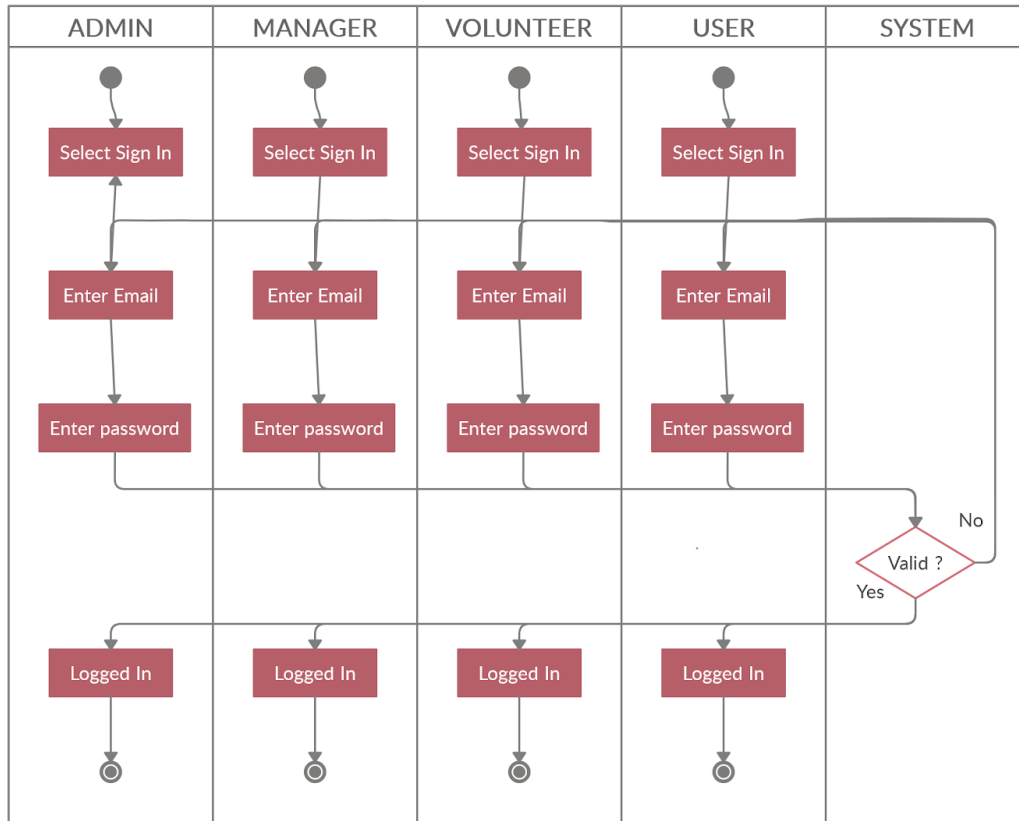 ADMIN MANAGER VOLUNTEER USER SYSTEM
Select Sign In Select Sign In Select Sign In Select Sign In
Enter Email Enter Email Enter Email Enter Email
Enter password Enter password Enter password Enter password
No
Valid ?
Yes
Logged In Logged In Logged In Logged In